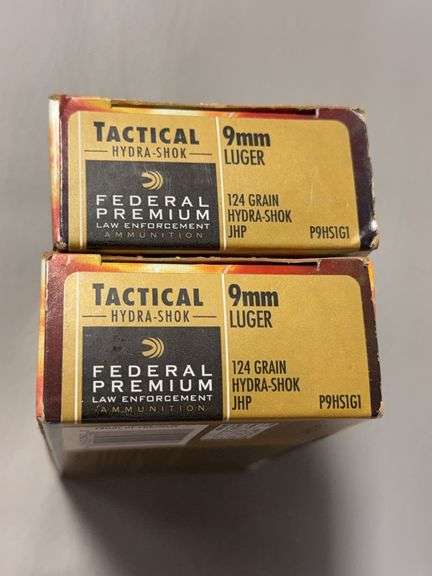 TACTICAL
HYDRA-SHOK
FEDERAL
PREMIUM
LAW ENFORCEMENT
AMMUNITION
9mm
LUGER
124 GRAIN
HYDRA-SHOK
JHP
P9HS1G1
TACTICAL
HYDRA-SHOK
FEDERAL
PREMIUM
LAW ENFORCEMENT
AMMUNITION
9mm
LUGER
124 GRAIN
HYDRA-SHOK
JHP
P9HS1G1